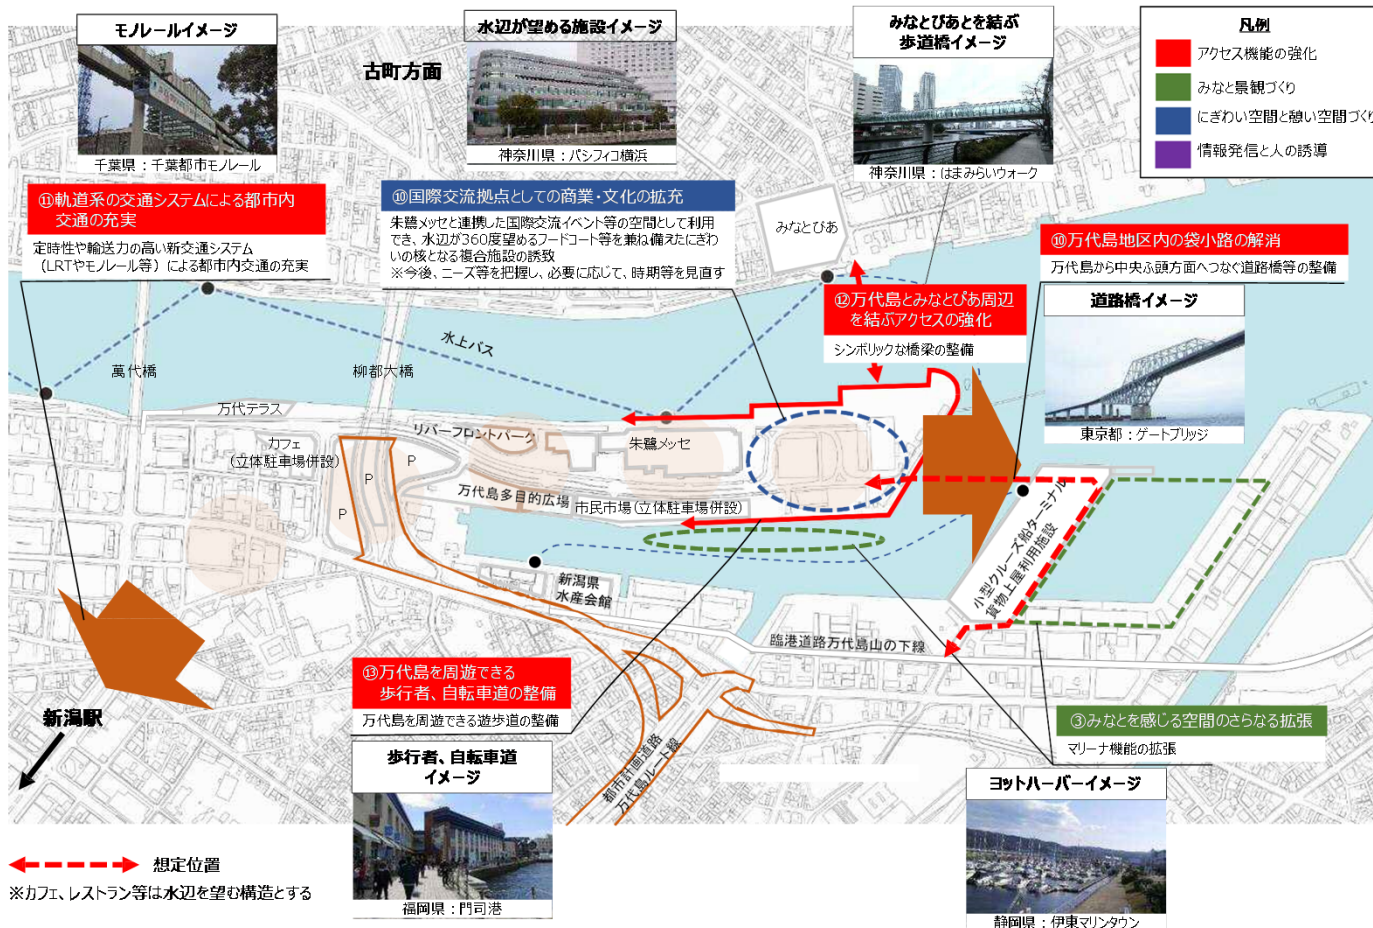 モノレールイメージ
千葉県：千葉都市モノレール
古町方面
水辺が望める施設イメージ
神奈川県：パシフィコ横浜
みなとぴあとを結ぶ
歩道橋イメージ
神奈川県：はまみらいウォーク
凡例
アクセス機能の強化
みなと景観づくり
にぎわい空間と憩い空間づくり
情報発信と人の誘導
⑪軌道系の交通システムによる都市内
交通の充実
定時性や輸送力の高い新交通システム
（LRTやモノレール等）による都市内交通の充実
⑩国際交流拠点としての商業・文化の拡充
朱鷺メッセと連携した国際交流イベント等の空間として利用
でき、水辺が360度望めるフードコート等を兼ね備えたにぎわ
いの核となる複合施設の誘致
※今後、ニーズ等を把握し、必要に応じて、時期等を見直す
みなとぴあ
⑩万代島地区内の袋小路の解消
万代島から中央ふ頭方面へつなぐ道路橋等の整備
道路橋イメージ
東京都：ゲートブリッジ
⑫万代島とみなとぴあ周辺
を結ぶアクセスの強化
シンボリックな橋梁の整備
水上バス
萬代橋
柳都大橋
万代テラス
リバーフロントパーク
カフェ
(立体駐車場併設)
朱鷺メッセ
P
P
P
万代島多目的広場
市民市場(立体駐車場併設)
新潟県
水産会館
小型クルーズ船ターミナル
貨物上屋利用施設
臨港道路万代島山の下線
⑬万代島を周遊できる
歩行者、自転車道の整備
万代島を周遊できる遊歩道の整備
歩行者、自転車道
イメージ
福岡県：門司港
都市計画道路
万代島ルート線
③みなとを感じる空間のさらなる拡張
マリーナ機能の拡張
ヨットハーバーイメージ
静岡県：伊東マリンタウン
新潟駅
想定位置
※カフェ、レストラン等は水辺を望む構造とする